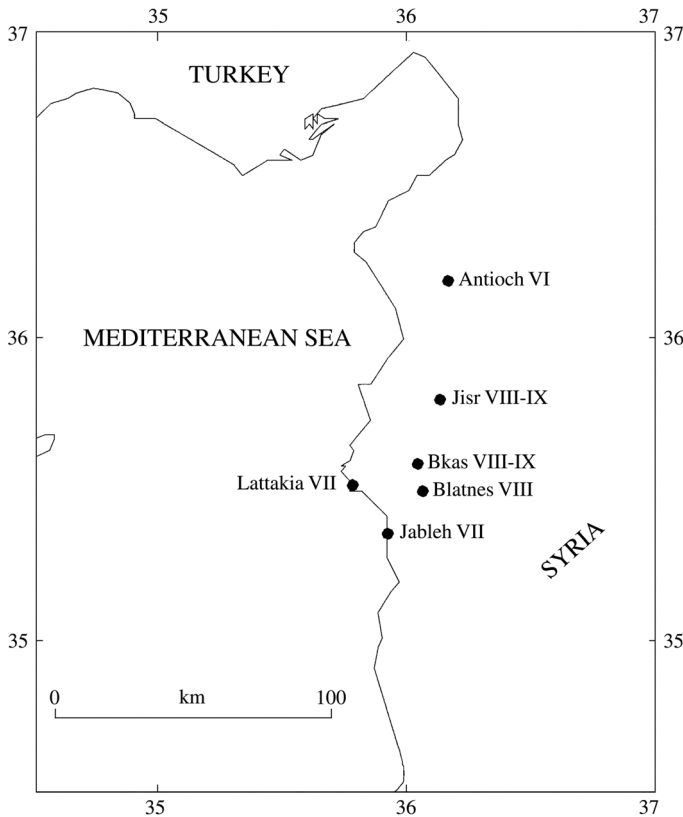 35 36
37 37
TURKEY
Antioch VI
36 MEDITERRANEAN SEA 36
Jisr VIII-IX
Bkas VIII-IX
Lattakia VII
Blatnes VIII
Jableh VII
SYRIA
35 35
0 km 100
35 36 37